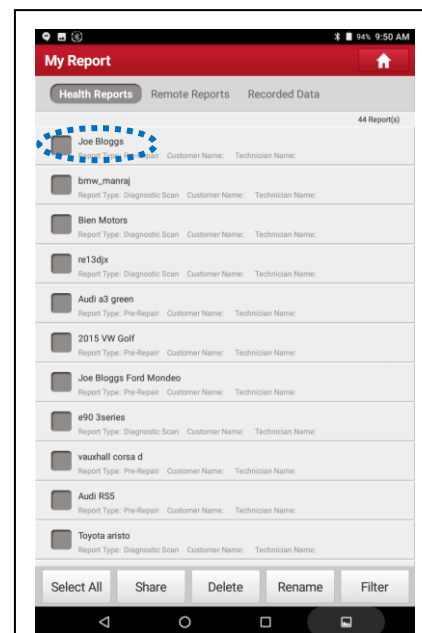 94% 9:50 AM
My Report
Health Reports Remote Reports Recorded Data
44 Report(s)
Joe Bloggs
Report Type: Pre-Repair Customer Name: Technician Name:
bmw_manraj
Report Type: Diagnostic Scan Customer Name: Technician Name:
Bien Motors
Report Type: Diagnostic Scan Customer Name: Technician Name:
re13djx
Report Type: Diagnostic Scan Customer Name: Technician Name:
Audi a3 green
Report Type: Pre-Repair Customer Name: Technician Name:
2015 VW Golf
Report Type: Pre-Repair Customer Name: Technician Name:
Joe Bloggs Ford Mondeo
Report Type: Pre-Repair Customer Name: Technician Name:
e90 3series
Report Type: Diagnostic Scan Customer Name: Technician Name:
vauxhall corsa d
Report Type: Pre-Repair Customer Name: Technician Name:
Audi RS5
Report Type: Pre-Repair Customer Name: Technician Name:
Toyota aristo
Report Type: Diagnostic Scan Customer Name: Technician Name:
Select All Share Delete Rename Filter